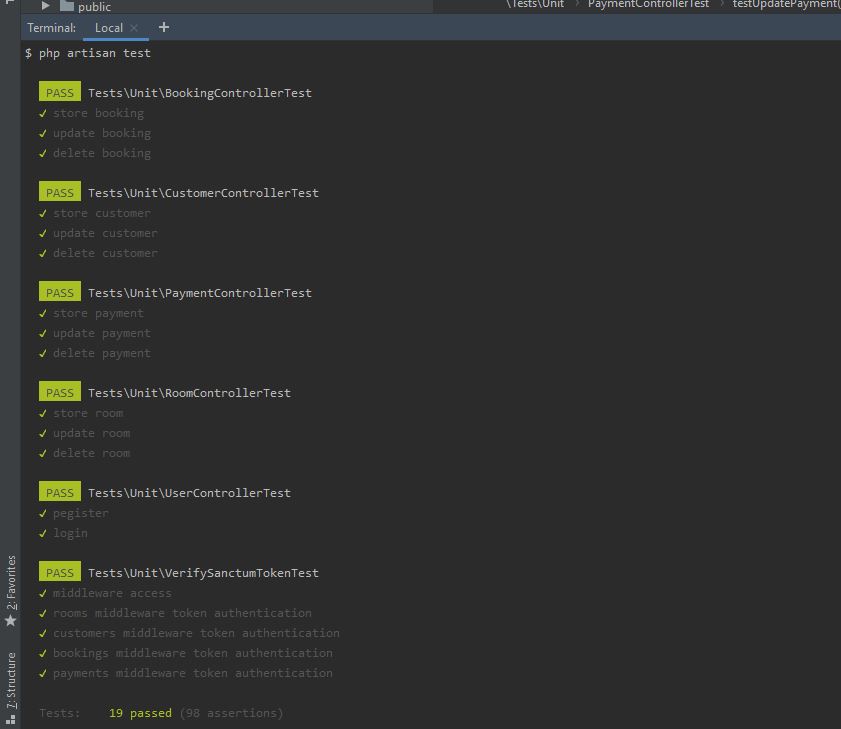 public
\Tests\Unit > PaymentControllerTest > testUpdatePayment(
Terminal: Local × +
$ php artisan test
PASS Tests\Unit\BookingControllerTest
✓ store booking
✓ update booking
✓ delete booking
PASS Tests\Unit\CustomerControllerTest
✓ store customer
✓ update customer
✓ delete customer
PASS Tests\Unit\PaymentControllerTest
✓ store payment
✓ update payment
✓ delete payment
PASS Tests\Unit\RoomControllerTest
✓ store room
✓ update room
✓ delete room
PASS Tests\Unit\UserControllerTest
✓ pegister
✓ login
PASS Tests\Unit\VerifySanctumTokenTest
✓ middleware access
✓ rooms middleware token authentication
✓ customers middleware token authentication
✓ bookings middleware token authentication
✓ payments middleware token authentication
Tests: 19 passed (98 assertions)
2: Favorites
7: Structure